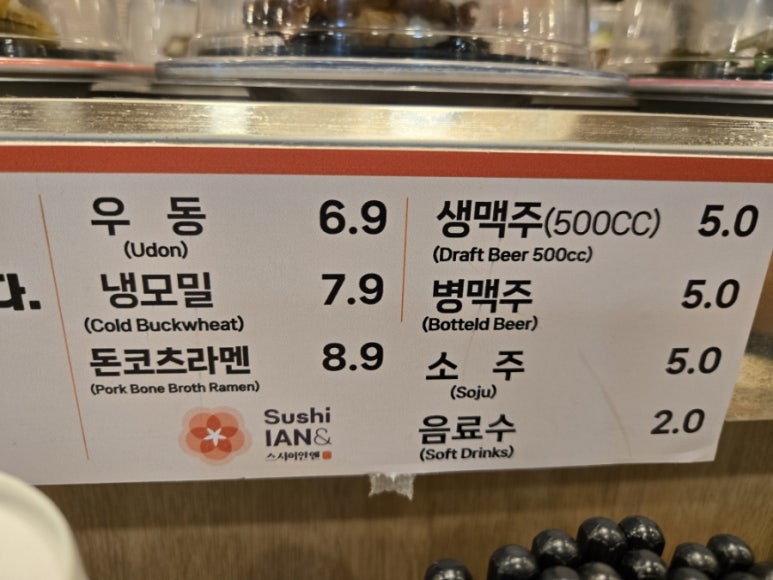 다.
우 동 6.9
(Udon)
냉모밀 7.9
(Cold Buckwheat)
돈코츠라멘 8.9
(Pork Bone Broth Ramen)
Sushi
IAN&
스시이안앤
생맥주(500CC) 5.0
(Draft Beer 500cc)
병맥주 5.0
(Botteld Beer)
소 주 5.0
(Soju)
음료수 2.0
(Soft Drinks)